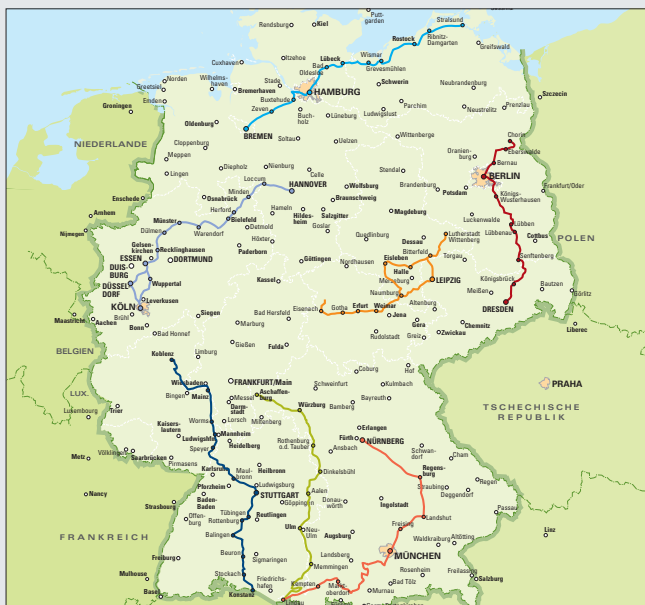 Putt-
garden
Stralsund
Rendsburg
Kiel
Ribnitz-
Damgarten
Rostock
Greifswald
Itzehoe
Lübeck
Wismar
Cuxhaven
Bad
Oldesloe
Grevesmühlen
Norden
Wilhelms-
haven
Stade
Schwerin
Neubrandenburg
Greetsiel
Bremerhaven
HAMBURG
Szczecin
Emden
Buxtehude
Prenzlau
Groningen
Zeven
Buch-
holz
Lüneburg
Parchim
Ludwigslust
Neustrelitz
Oldenburg
BREMEN
Soltau
Uelzen
Wittenberge
Chorin
NIEDERLANDE
Cloppenburg
Oranien-
burg
Eberswalde
Meppen
Bernau
Lingen
Diepholz
Nienburg
Celle
Stendal
BERLIN
Loccum
HANNOVER
Wolfsburg
Brandenburg
Potsdam
Frankfurt/Oder
Enschede
Osnabrück
Minden
Braunschweig
Königs-
Wusterhausen
Arnhem
Herford
Hameln
Hildes-
heim
Salzitter
Magdeburg
Münster
Bielefeld
Goslar
Luckenwalde
Lübben
Nijmegen
Dülmen
Warendorf
Detmold
Höxter
Quedlinburg
Dessau
Lutherstadt
Wittenberg
Lübbenau
Cottbus
POLEN
Gelsen-
kirchen
Recklinghausen
Paderborn
Bitterfeld
ESSEN
DORTMUND
Göttingen
Nordhausen
Eisleben
Torgau
Senftenberg
DUIS-
BURG
Halle
Merseburg
LEIPZIG
Königsbrück
DÜSSEL
DORF
Wuppertal
Kassel
Naumburg
Meißen
Bautzen
Görlitz
Leverkusen
KÖLN
Eisenach
Gotha
Erfurt
Weimar
Altenburg
DRESDEN
Maastricht
Aachen
Brühl
Bonn
Siegen
Bad Hersfeld
Jena
Gera
Chemnitz
Liberec
Bad Honnef
Marburg
Rudolstadt
Greiz
Zwickau
BELGIEN
Koblenz
Limburg
Gießen
Fulda
Coburg
Hof
Wiesbaden
FRANKFURT/Main
Schweinfurt
Kulmbach
PRAHA
LUX.
Bingen
Mainz
Messel
Aschaffen-
burg
Bayreuth
Luxembourg
Trier
Darm-
stadt
Würzburg
Bamberg
TSCHECHISCHE
REPUBLIK
Kaisers-
lautern
Worms
Lorsch
Miltenberg
Erlangen
Ludwigshfn
Mannheim
Rothenburg
o.d. Tauber
Fürth
NÜRNBERG
Völklingen
Saarbrücken
Speyer
Heidelberg
Ansbach
Schwan-
dorf
Cham
Metz
Pirmasens
Karlsruhe
Maul-
bronn
Heilbronn
Dinkelsbühl
Regens-
burg
Regen
Pforzheim
Ludwigsburg
Straubing
Deggendorf
Nancy
Baden-
Baden
STUTTGART
Aalen
Donau-
wörth
Ingolstadt
Passau
Strasbourg
Göppingen
Offen-
burg
Tübingen
Reutlingen
Landshut
FRANKREICH
Rottenburg
Ulm
Neu-
Ulm
Freising
Linz
Balingen
Augsburg
Waldkraiburg
Altötting
Freiburg
Beuron
Sigmaringen
Landsberg
MÜNCHEN
Memmingen
Rosenheim
Freilassing
Mulhouse
Stockach
Friedrichs-
hafen
Kempten
Markt-
oberdorf
Bad Tölz
Salzburg
Basel
Konstanz
Lindau
Murnau